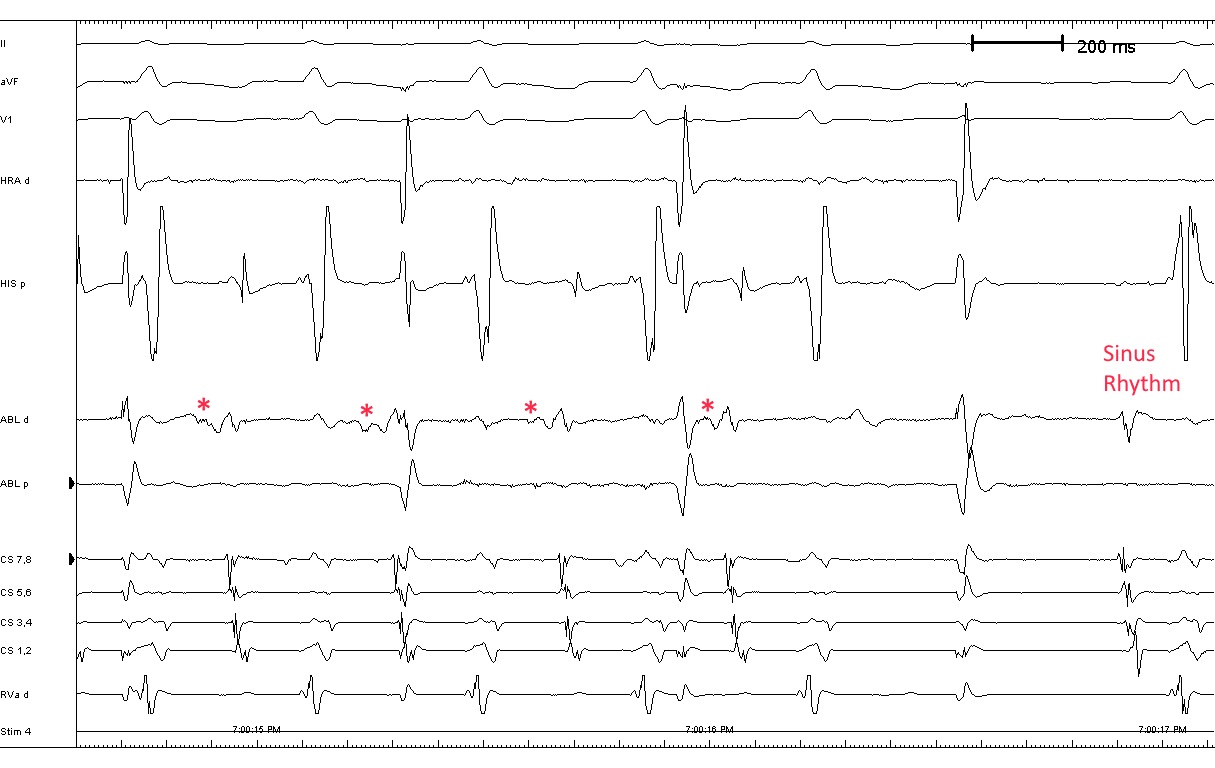 II
200 ms
aVF
V1
HRA d
HIS p
Sinus
Rhythm
* * * *
ABL d
ABL p
CS 7,8
CS 5,6
CS 3,4
CS 1,2
RVa d
Stim 4
7:00:15 PM 7:00:16 PM 7:00:17 PM